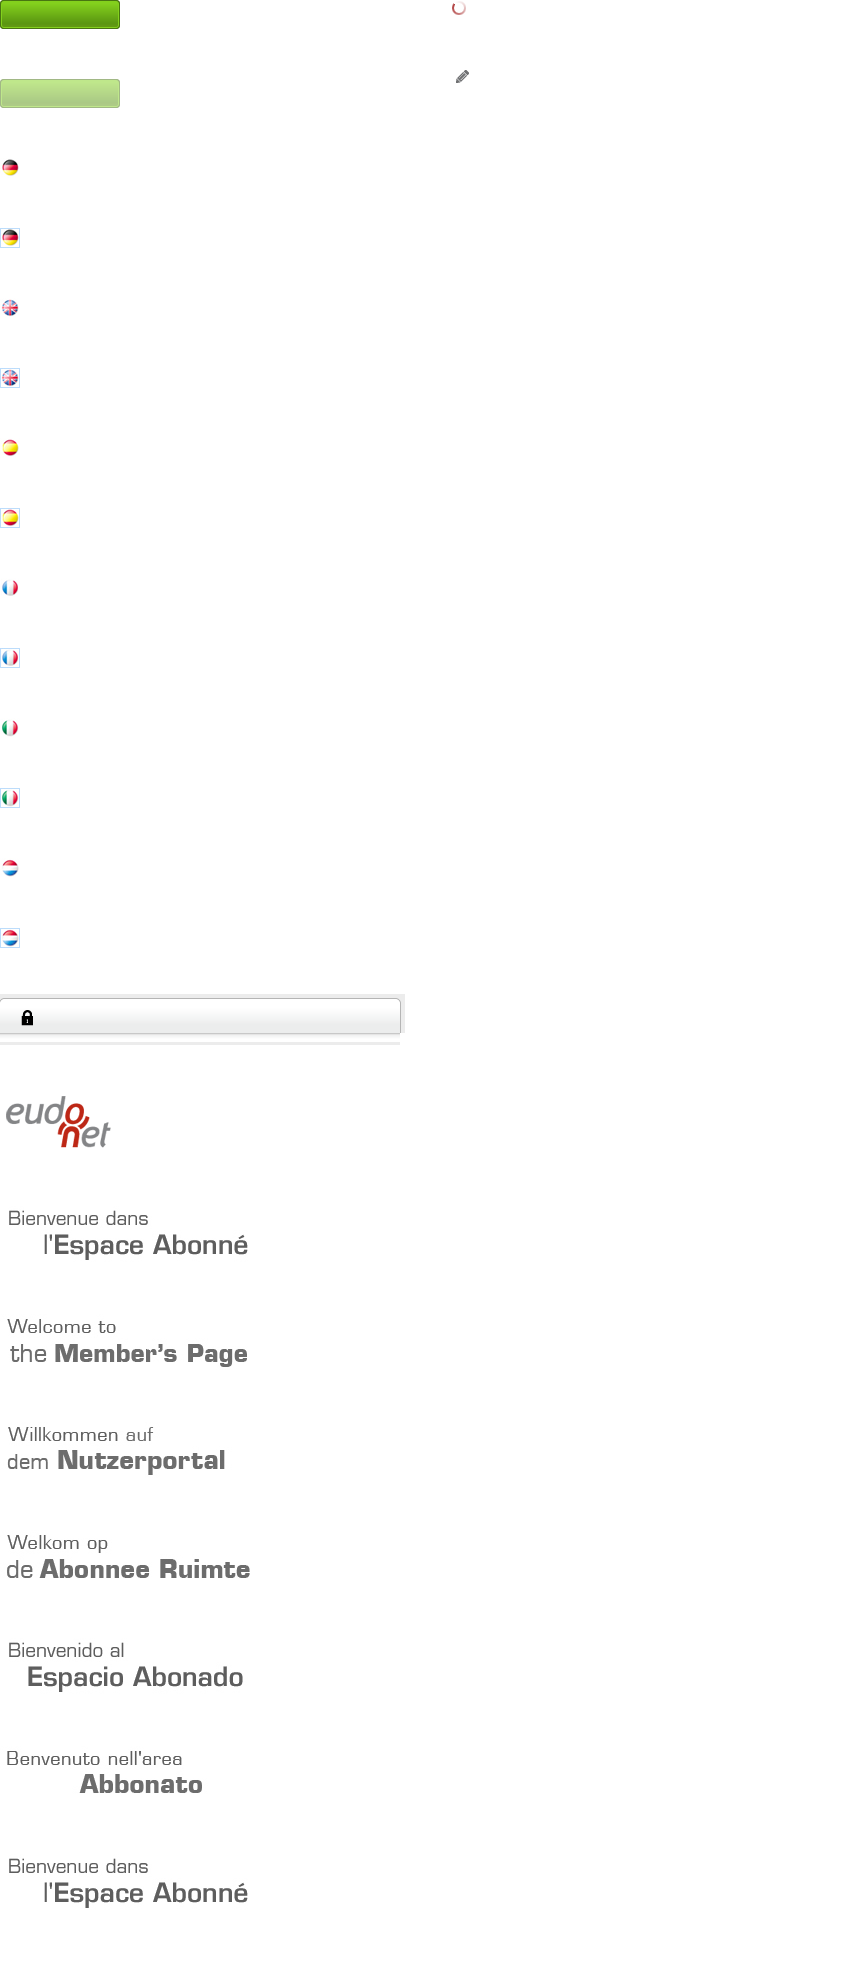 eudonet
Bienvenue dans
l'Espace Abonné
Welcome to
the Member’s Page
Willkommen auf
dem Nutzerportal
Welkom op
de Abonnee Ruimte
Bienvenido al
Espacio Abonado
Benvenuto nell'area
Abbonato
Bienvenue dans
l'Espace Abonné